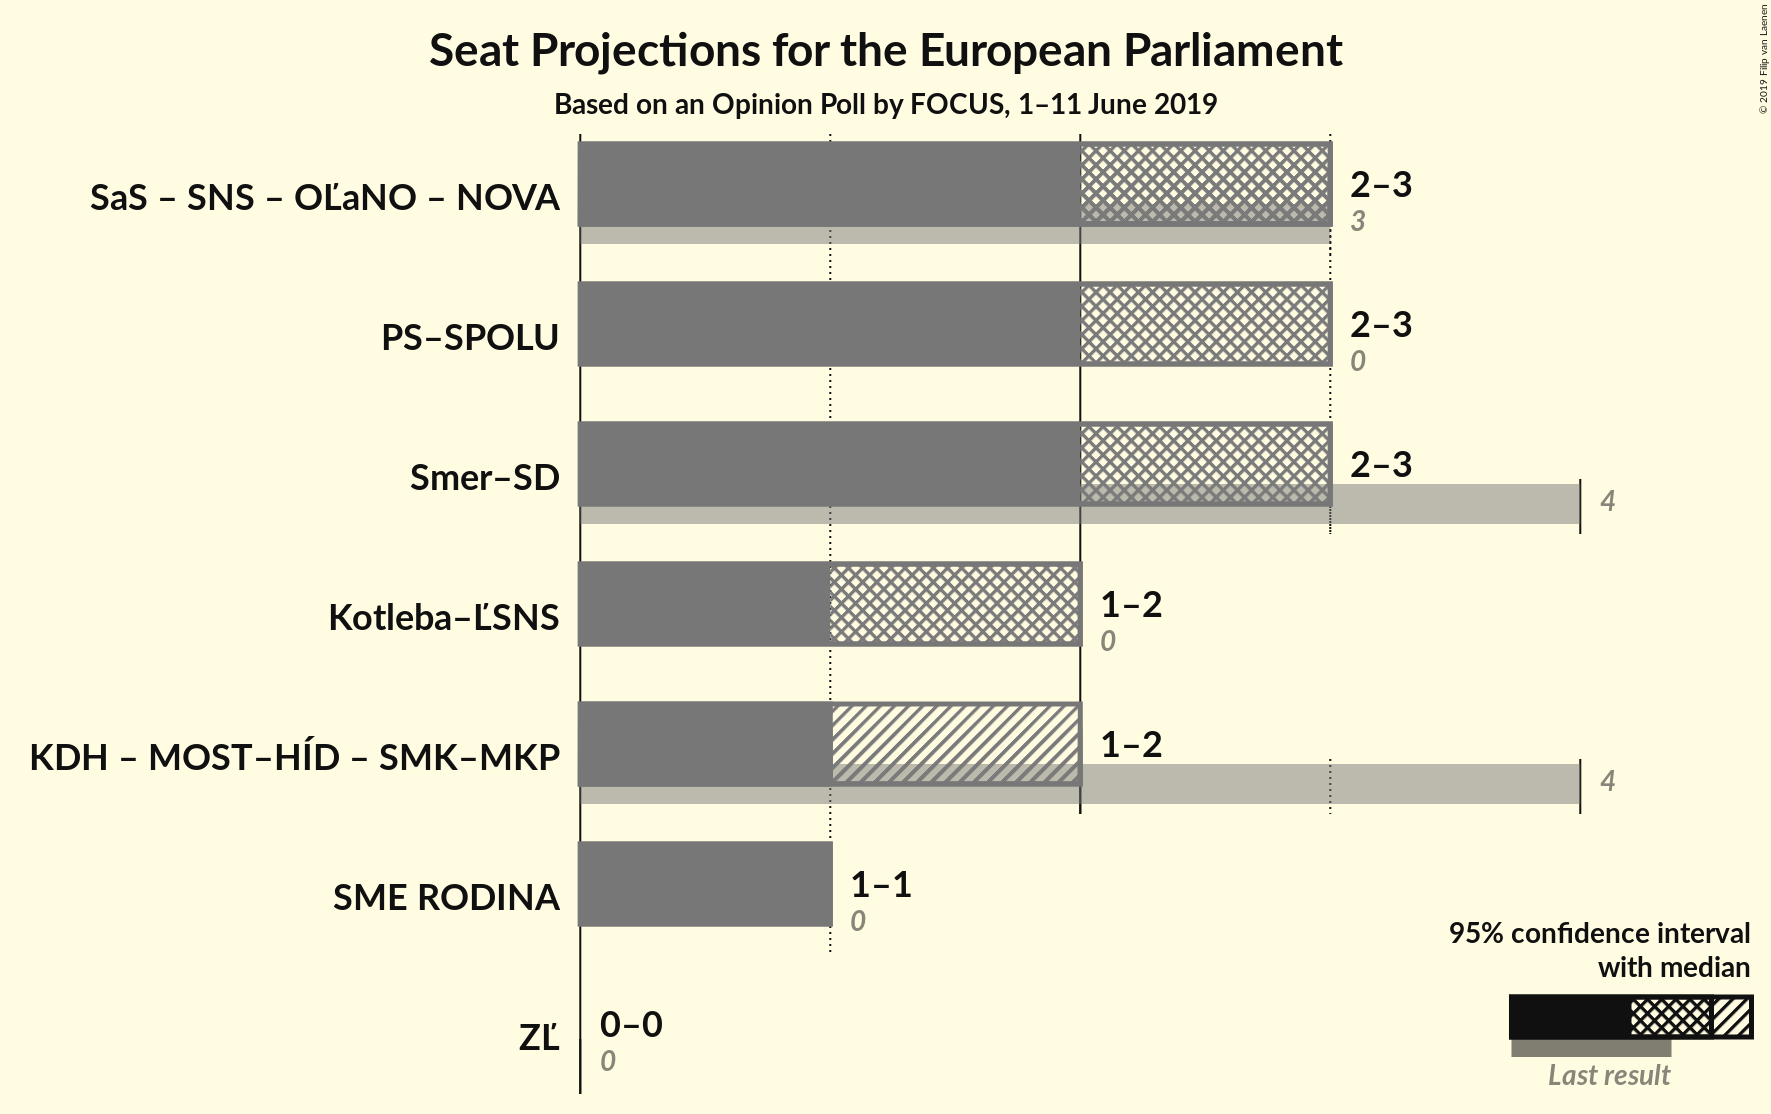 Seat Projections for the European Parliament
Based on an Opinion Poll by FOCUS, 1–11 June 2019
© 2019 Filip van Laenen
SaS – SNS – OĽaNO – NOVA
2–3
3
PS–SPOLU
2–3
0
Smer–SD
2–3
4
Kotleba–ĽSNS
1–2
0
KDH – MOST–HÍD – SMK–MKP
1–2
4
SME RODINA
1–1
0
ZĽ
0–0
0
95% confidence interval
with median
Last result